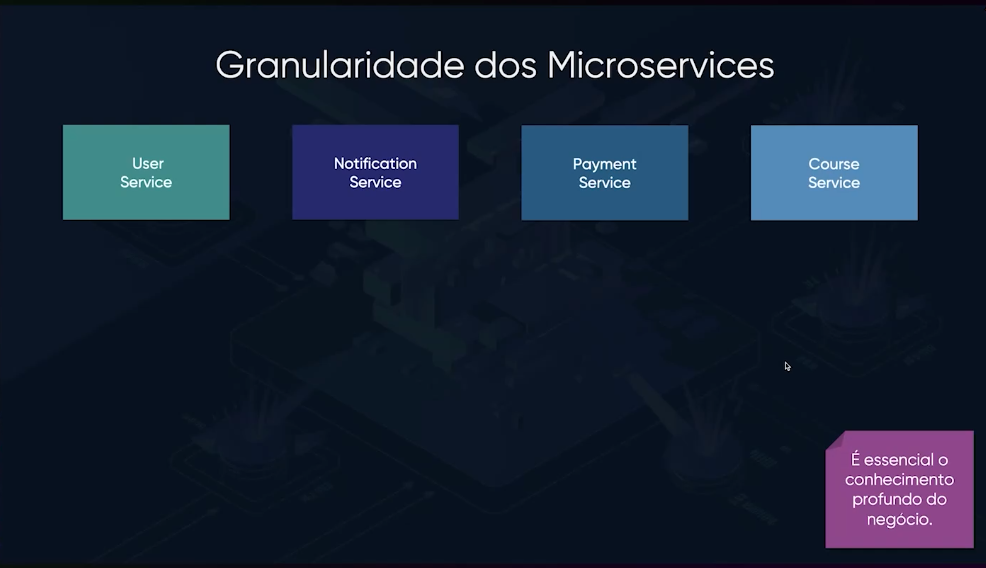 Granularidade dos Microservices
User
Service
Notification
Service
Payment
Service
Course
Service
É essencial o
conhecimento
profundo do
negócio.